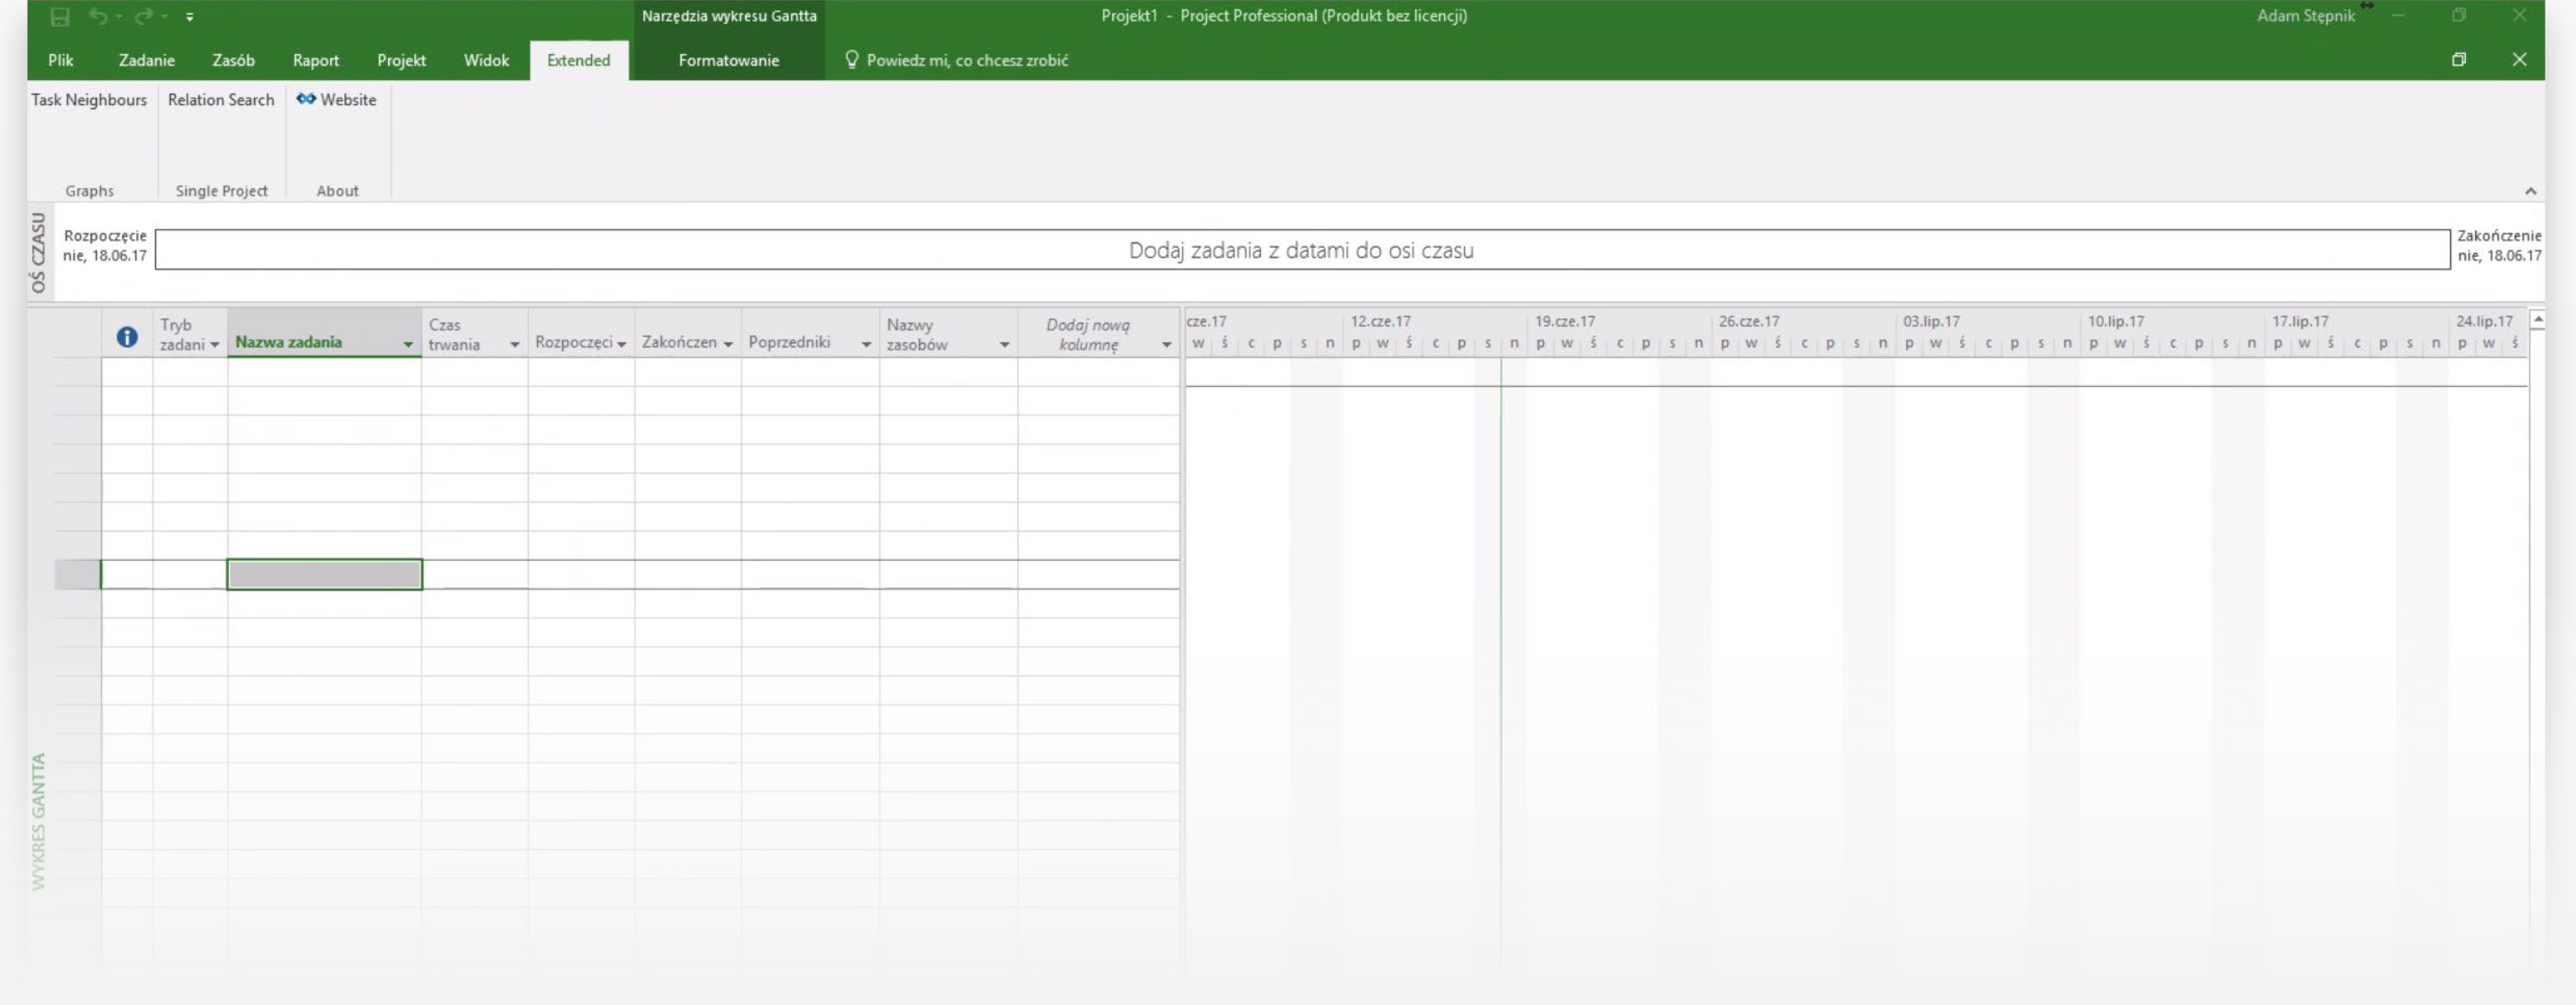 Narzędzia wykresu Gantta
Projekt1 - Project Professional (Produkt bez licencji)
Adam Stępnik
Plik Zadanie Zasób Raport Projekt Widok Extended Formatowanie Powiedz mi, co chcesz zrobić
Task Neighbours Relation Search Website
Graphs Single Project About
OŚ CZASU
Rozpoczęcie
nie, 18.06.17
Dodaj zadania z datami do osi czasu
Zakończenie
nie, 18.06.17
Tryb
zadani
Nazwa zadania
Czas
trwania
Rozpoczęci
Zakończen
Poprzedniki
Nazwy
zasobów
Dodaj nową
kolumnę
cze.17 12.cze.17 19.cze.17 26.cze.17 03.lip.17 10.lip.17 17.lip.17 24.lip.17
w ś c p s n p w ś c p s n p w ś c p s n p w ś c p s n p w ś c p s n p w ś c p s n p w ś c p s n p w ś
WYKRES GANTTA